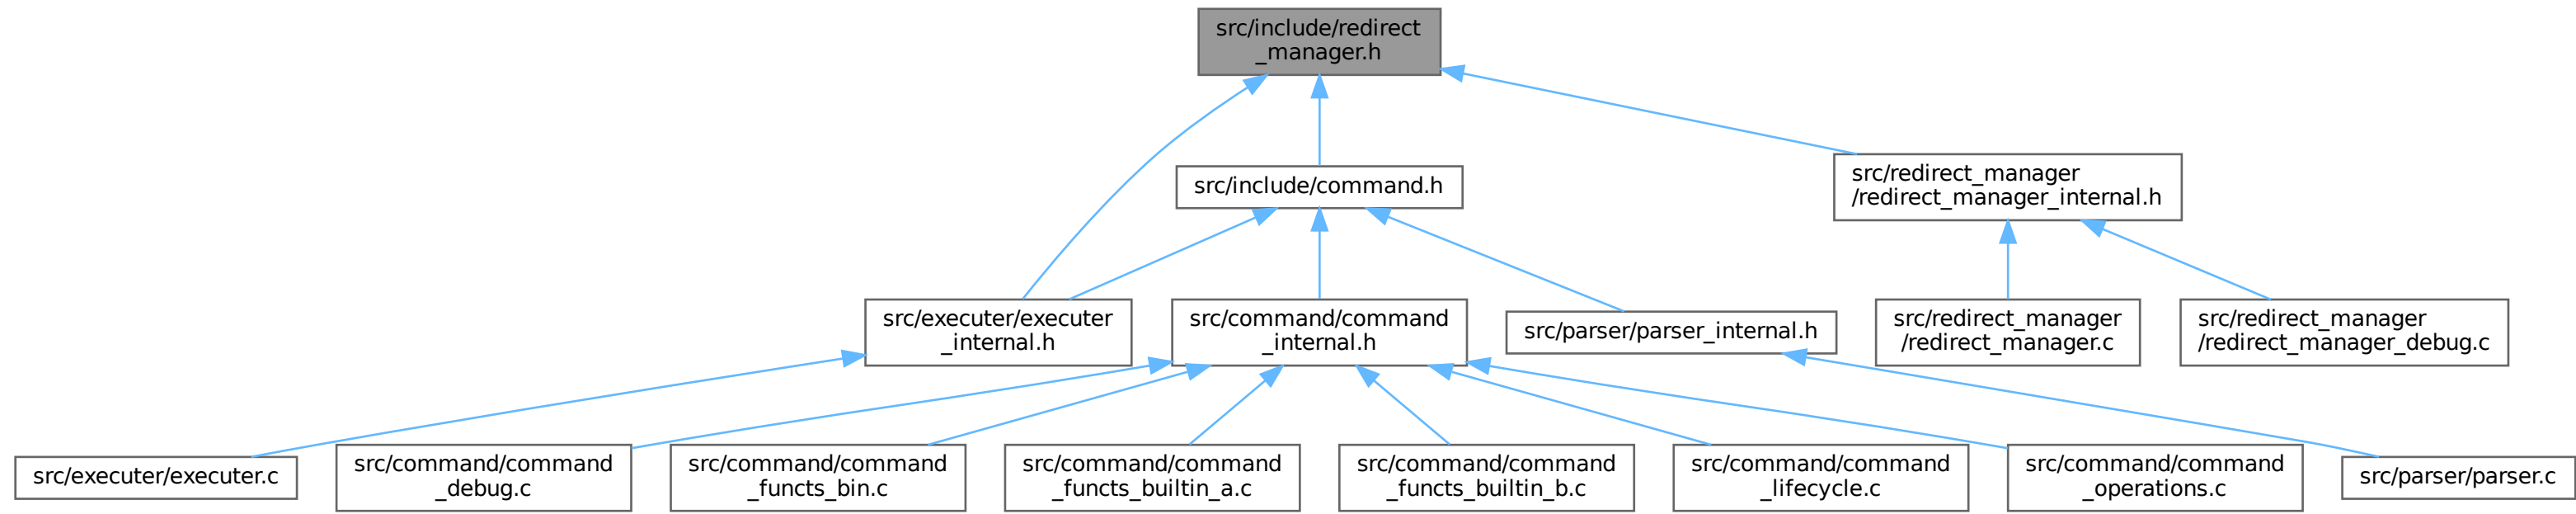 src/include/redirect
_manager.h
src/include/command.h
src/redirect_manager
/redirect_manager_internal.h
src/executer/executer
_internal.h
src/command/command
_internal.h
src/parser/parser_internal.h
src/redirect_manager
/redirect_manager.c
src/redirect_manager
/redirect_manager_debug.c
src/executer/executer.c
src/command/command
_debug.c
src/command/command
_functs_bin.c
src/command/command
_functs_builtin_a.c
src/command/command
_functs_builtin_b.c
src/command/command
_lifecycle.c
src/command/command
_operations.c
src/parser/parser.c